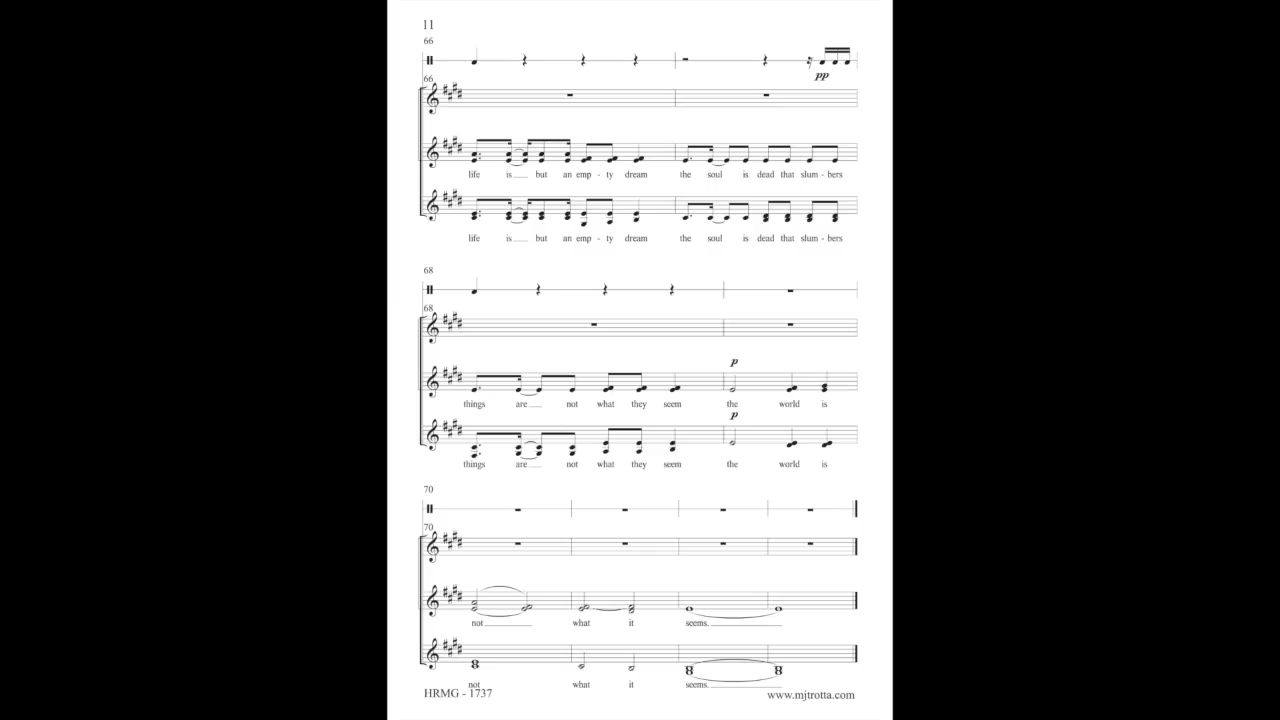 11
66
pp
66
life is but an emp - ty dream the soul is dead that slum - bers
life is but an emp - ty dream the soul is dead that slum - bers
68
68
p
things are not what they seem the world is
p
things are not what they seem the world is
70
70
not what it seems.
not what it seems.
HRMG - 1737 www.mjtrotta.com